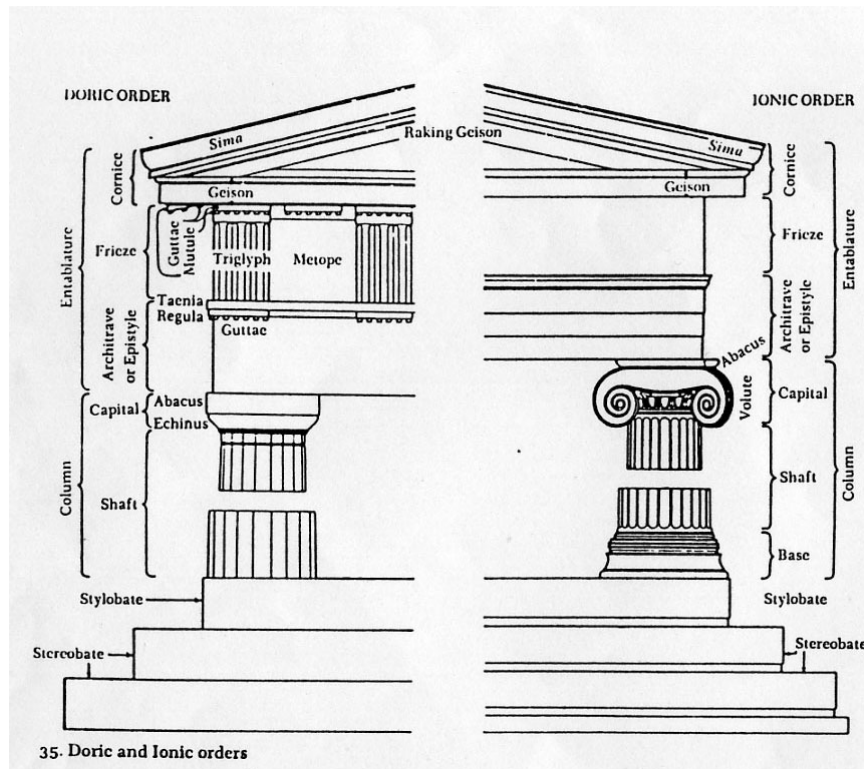 DORIC ORDER
IONIC ORDER
Sima
Raking Geison
Sima
Cornice
Geison
Geison
Cornice
Entablature
Frieze
Guttae
Mutule
Triglyph
Metope
Frieze
Entablature
Taenia
Regula
Guttae
Architrave
or Epistyle
Architrave
or Epistyle
Abacus
Volute
Capital
Abacus
Echinus
Capital
Column
Shaft
Shaft
Column
Base
Stylobate
Stylobate
Stereobate
Stereobate
35. Doric and Ionic orders